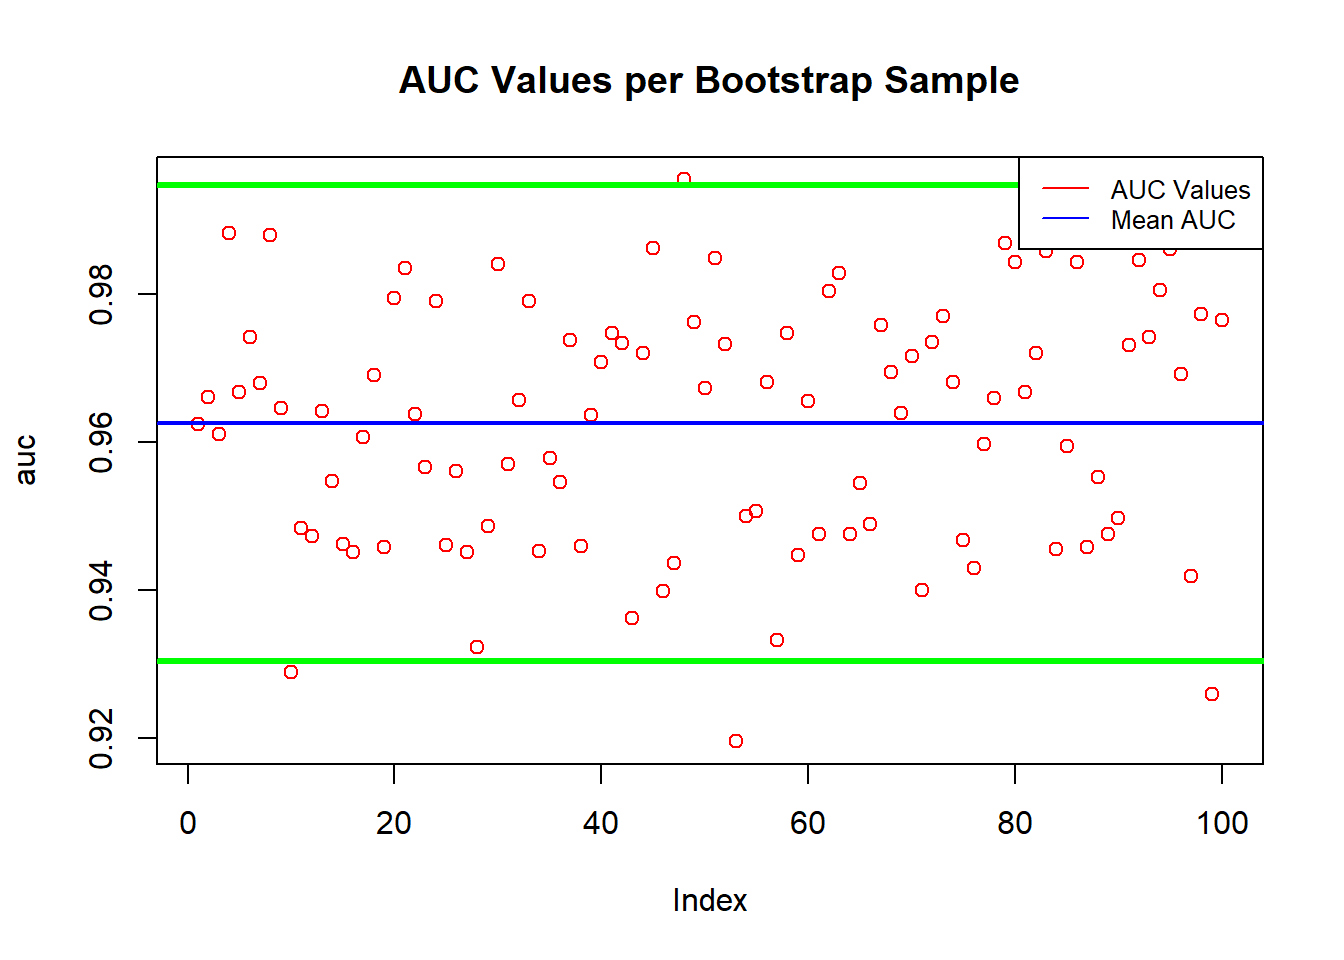 AUC Values per Bootstrap Sample
AUC Values
Mean AUC
auc
0.98
0.96
0.94
0.92
0 20 40 60 80 100
Index